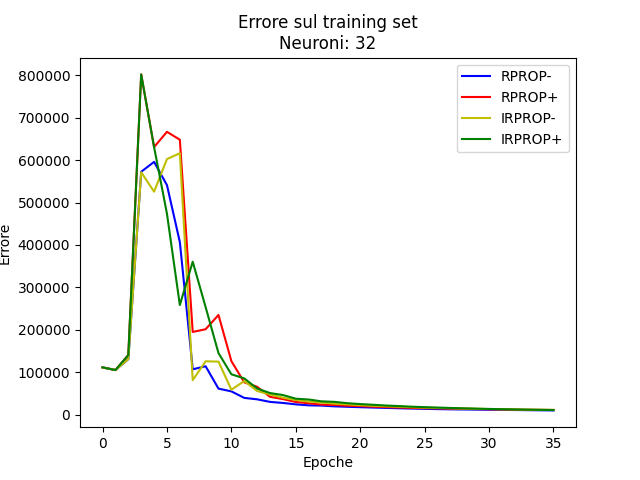 Errore sul training set
Neuroni: 32
RPROP-
RPROP+
IRPROP-
IRPROP+
Errore
800000
700000
600000
500000
400000
300000
200000
100000
0
0 5 10 15 20 25 30 35
Epoche